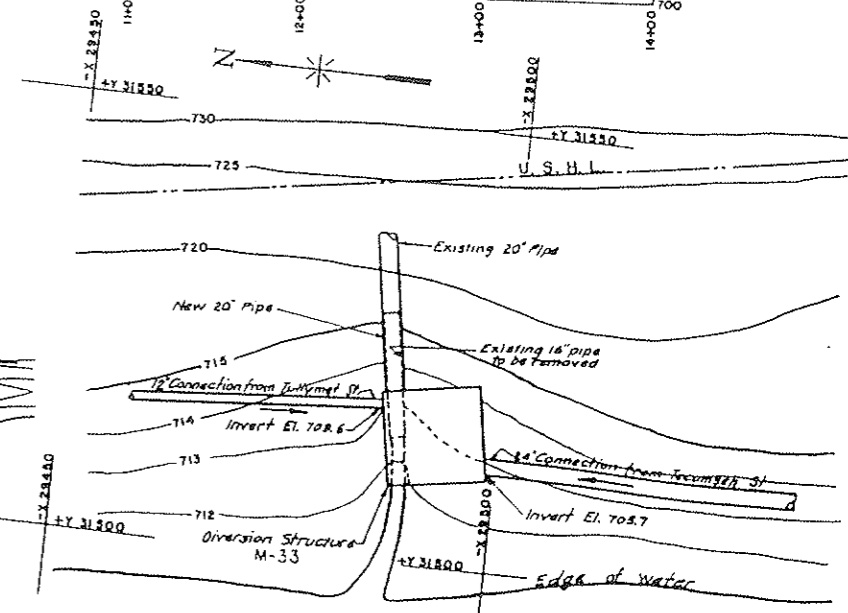 700
11+00
12+00
13+00
14+00
-X 29450
+Y 31550
N
-X 29500
+Y 31550
730
725
U. S. H. L.
720
Existing 20" Pipe
New 20" Pipe
Existing 16" pipe
to be removed
715
12" Connection from Tullymet St.
714
Invert El. 709.6
713
24" Connection from Tecumseh St
-X 29450
+Y 31500
712
Diversion Structure
M-33
-X 29500
Invert El. 705.7
+Y 31500
Edge of Water